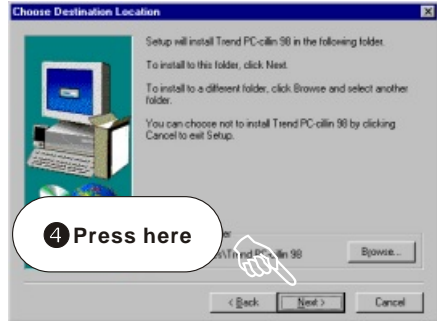 Choose Destination Location
Setup will install Trend PC-cillin 98 in the following folder.
To install to this folder, click Next.
To install to a different folder, click Browse and select another
folder.
You can choose not to install Trend PC-cillin 98 by clicking
Cancel to exit Setup.
4 Press here
Browse...
< Back
Next >
Cancel